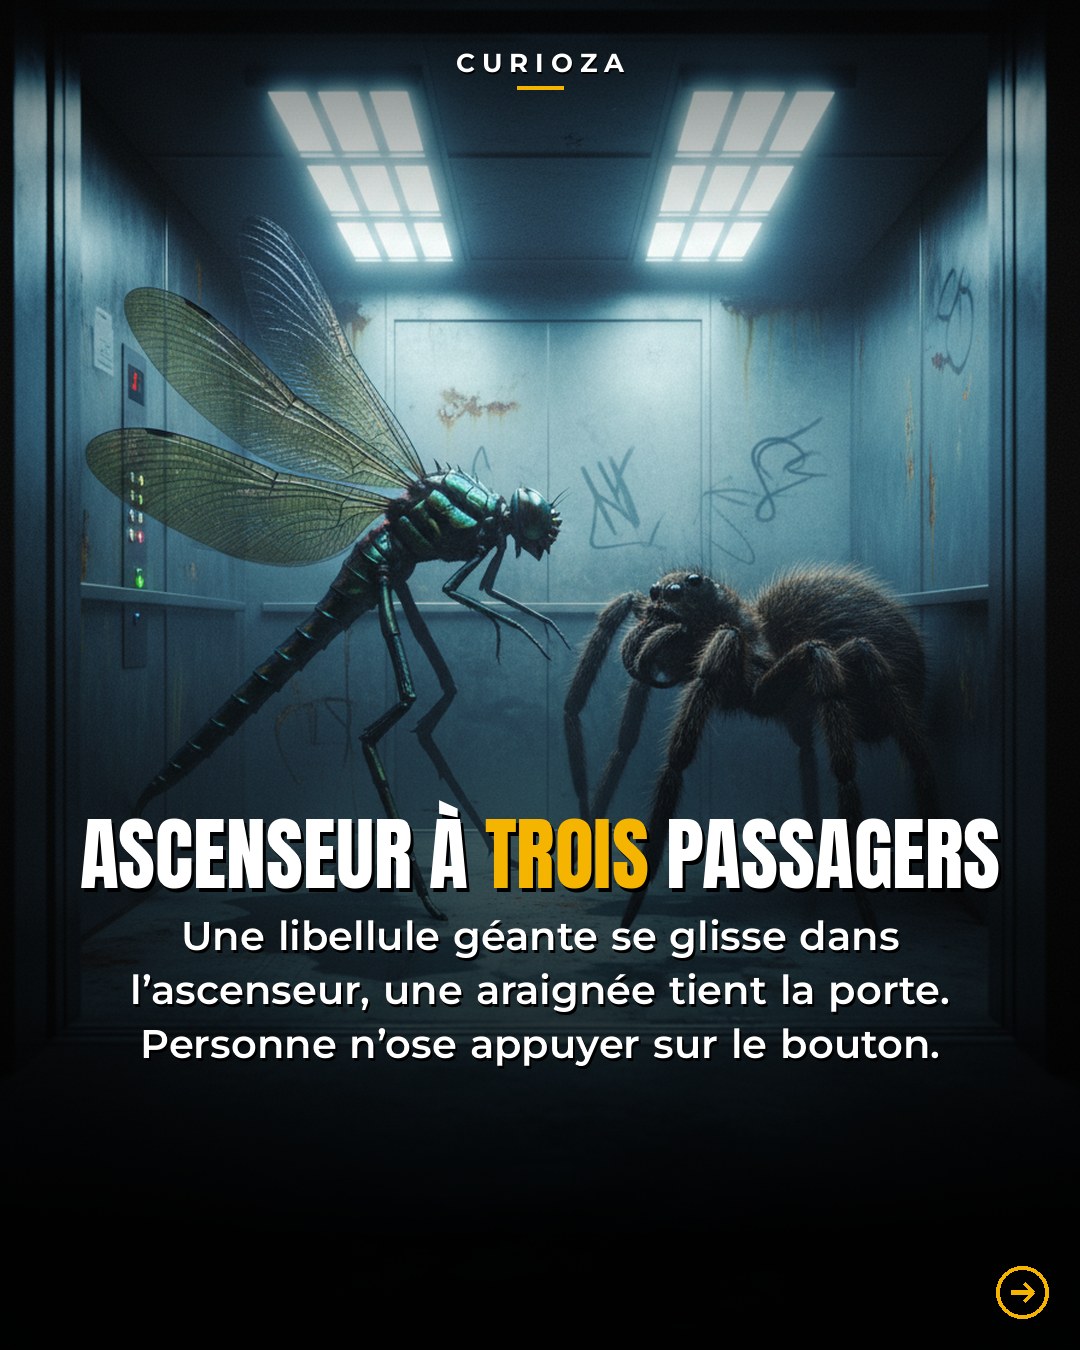 CURIOZA
ASCENSEUR À TROIS PASSAGERS
Une libellule géante se glisse dans
l’ascenseur, une araignée tient la porte.
Personne n’ose appuyer sur le bouton.